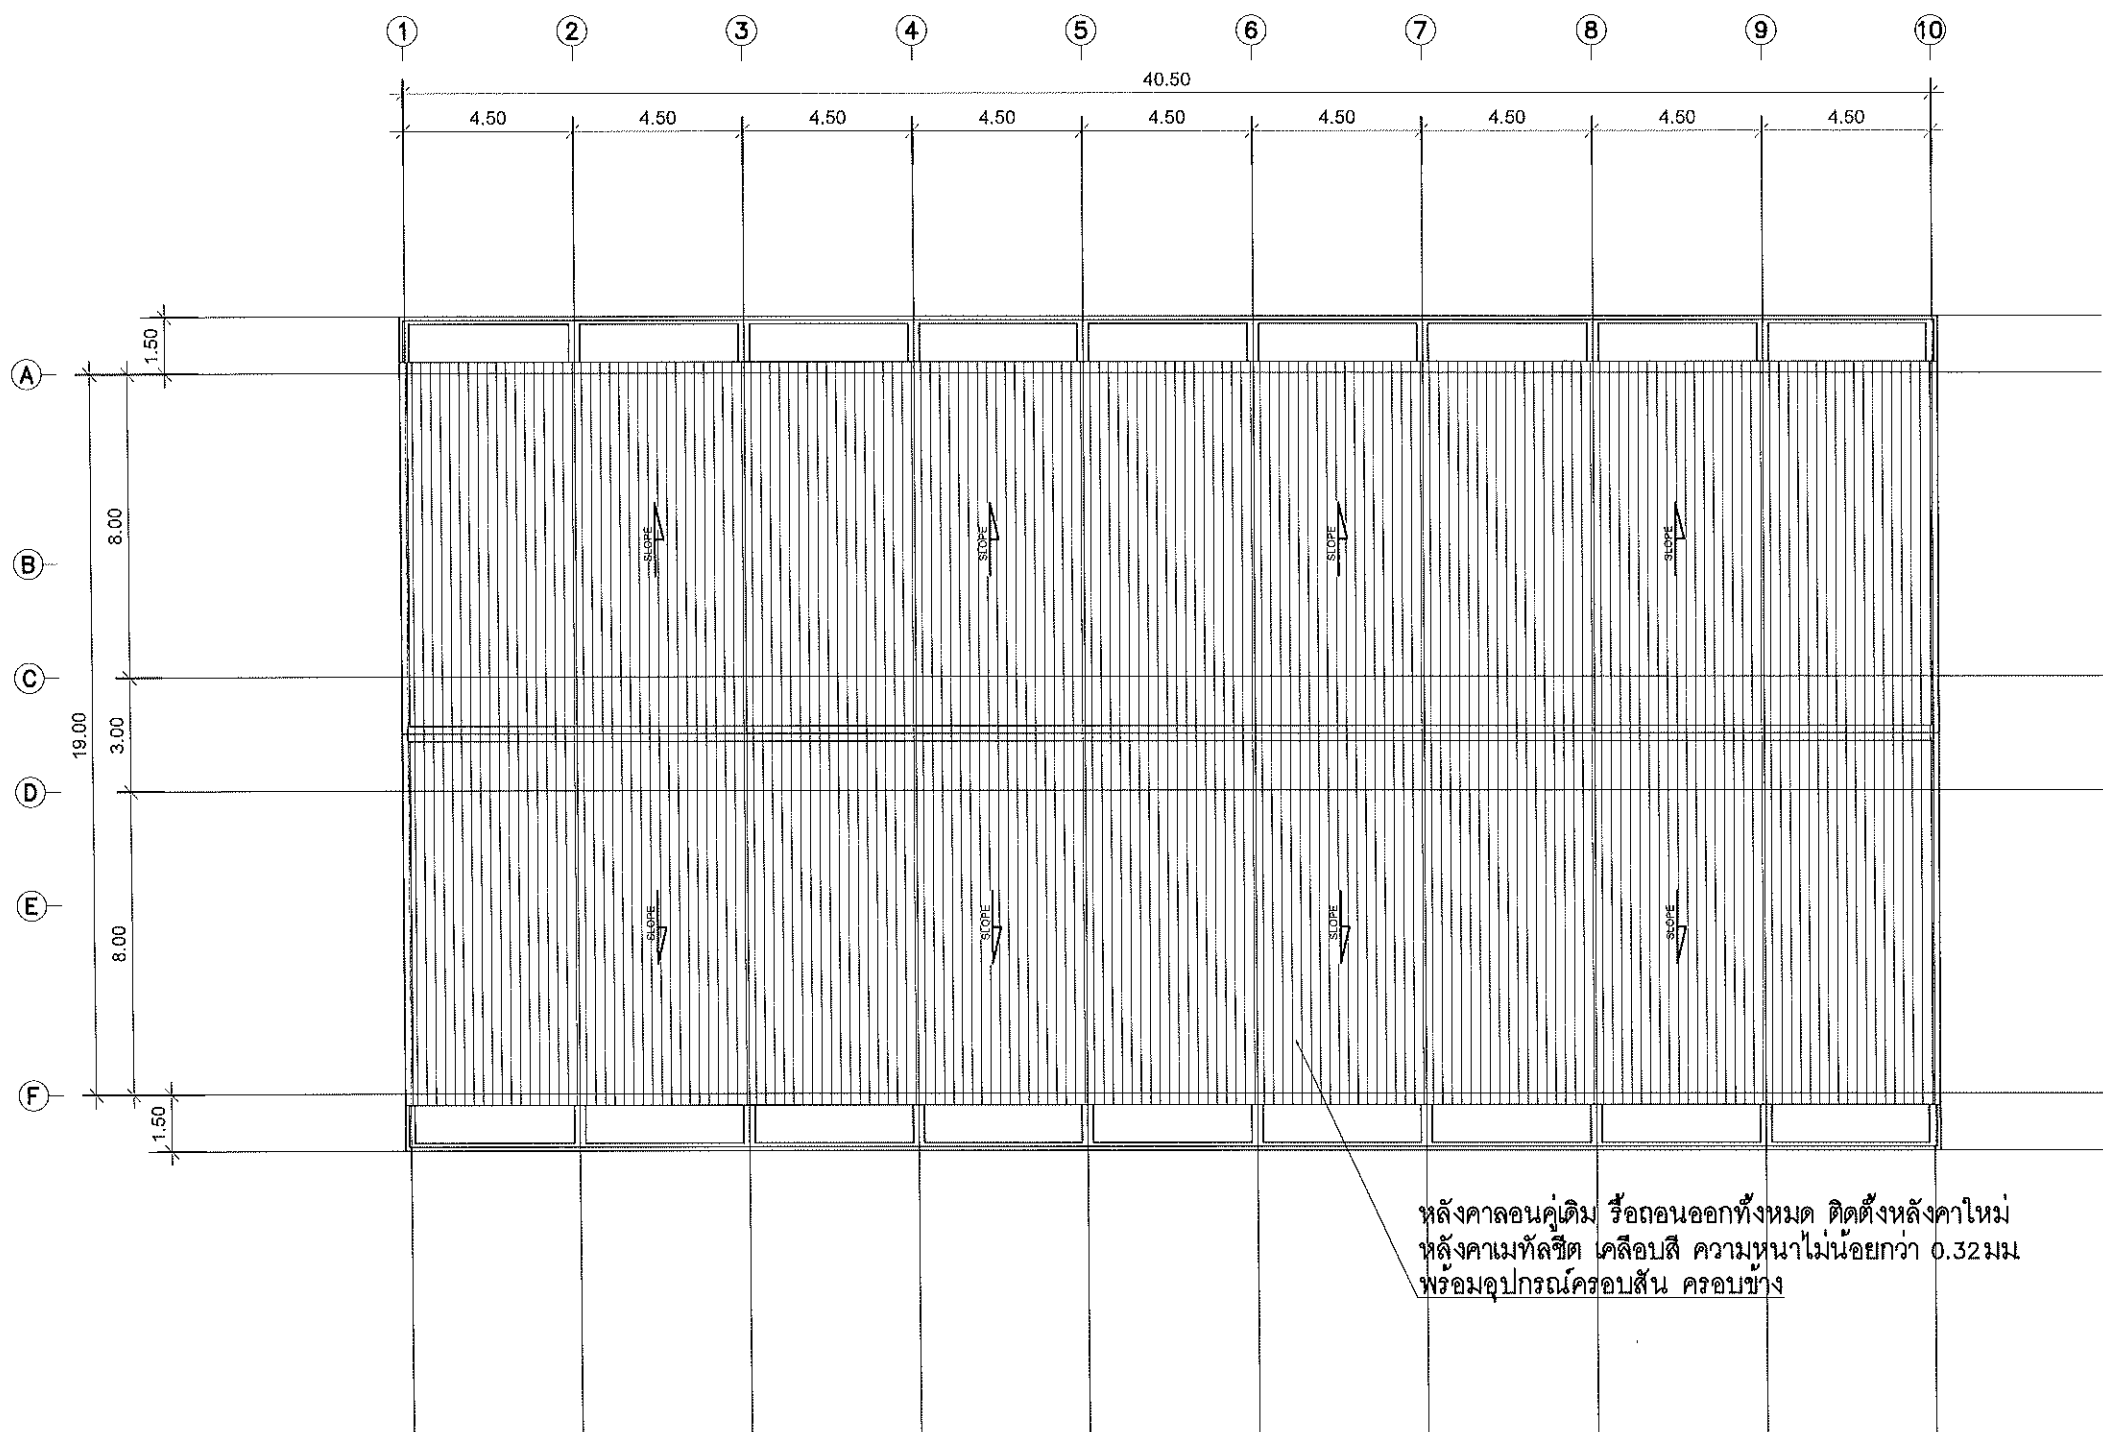 1 2 3 4 5 6 7 8 9 10
40.50
4.50 4.50 4.50 4.50 4.50 4.50 4.50 4.50 4.50
1.50
A
8.00
SLOPE SLOPE SLOPE SLOPE
B
C
19.00
3.00
D
E
SLOPE SLOPE SLOPE SLOPE
8.00
F
1.50
หลังคาลอนคู่เดิม รื้อถอนออกทั้งหมด ติดตั้งหลังคาใหม่
หลังคาเมทัลชีต เคลือบสี ความหนาไม่น้อยกว่า 0.32มม.
พร้อมอุปกรณ์ครอบสัน ครอบข้าง